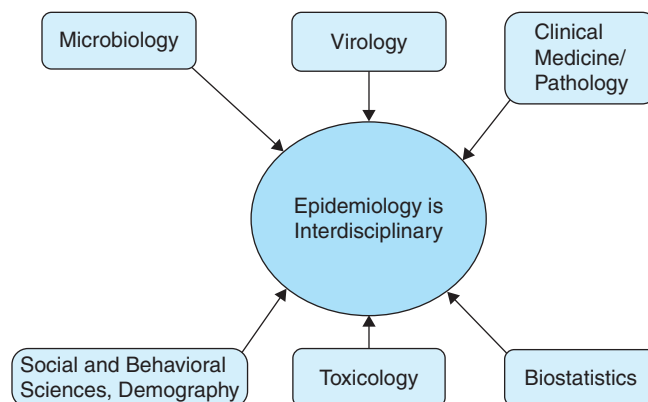 Microbiology
Virology
Clinical
Medicine/
Pathology
Epidemiology is
Interdisciplinary
Social and Behavioral
Sciences, Demography
Toxicology
Biostatistics